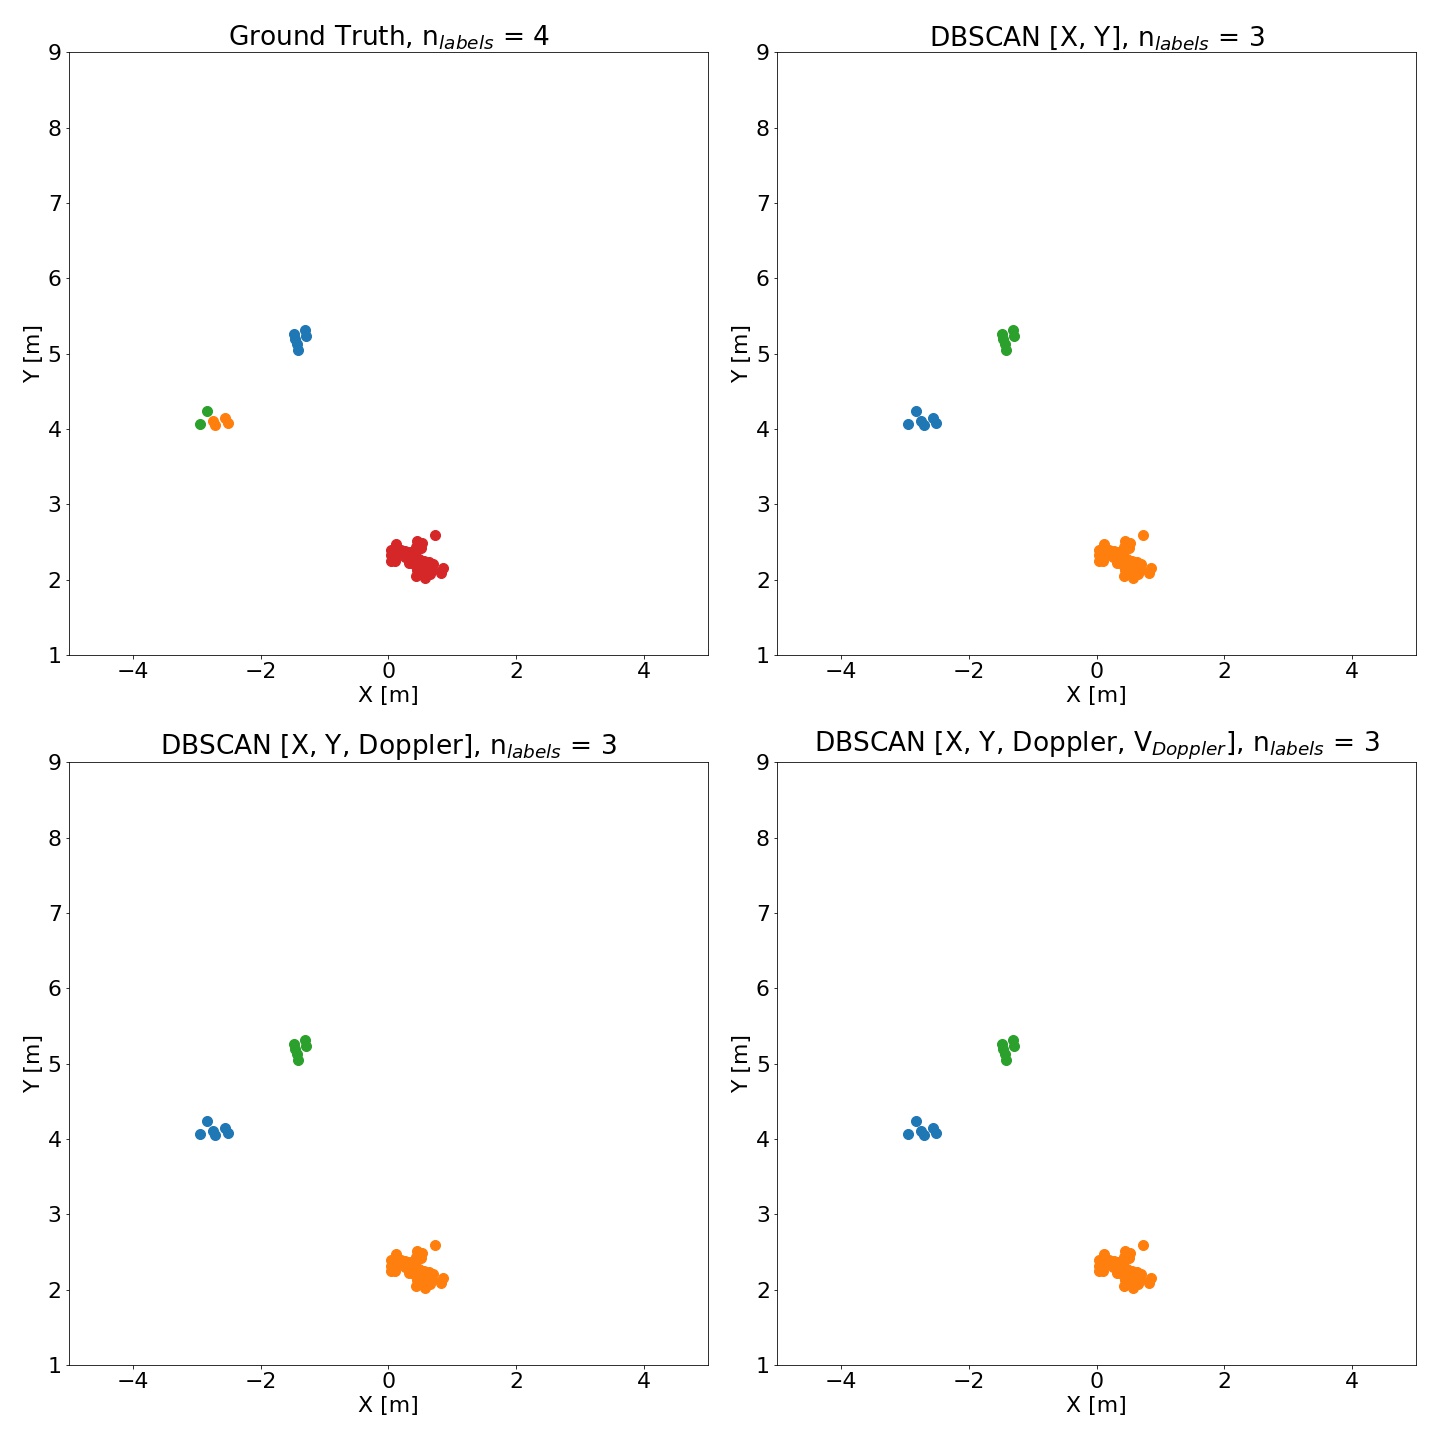 Ground Truth, n_labels = 4
9
8
7
6
5
4
3
2
1
Y [m]
−4 −2 0 2 4
X [m]
DBSCAN [X, Y], n_labels = 3
9
8
7
6
5
4
3
2
1
Y [m]
−4 −2 0 2 4
X [m]
DBSCAN [X, Y, Doppler], n_labels = 3
9
8
7
6
5
4
3
2
1
Y [m]
−4 −2 0 2 4
X [m]
DBSCAN [X, Y, Doppler, V_Doppler], n_labels = 3
9
8
7
6
5
4
3
2
1
Y [m]
−4 −2 0 2 4
X [m]